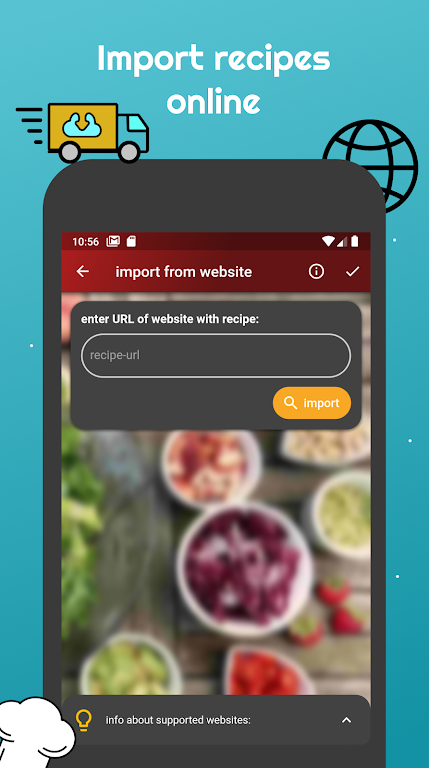 Import recipes
online
10:56
import from website
enter URL of website with recipe:
recipe-url
import
info about supported websites: